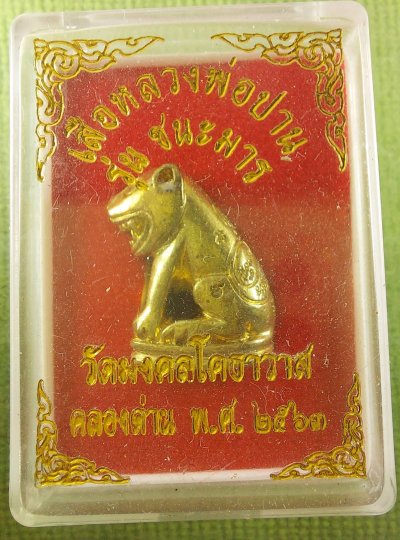 เสือหลวงพ่อปาน
รุ่น ชนะมาร
วัดมงคลโคธาวาส
คลองด่าน พ.ศ. ๒๕๖๓